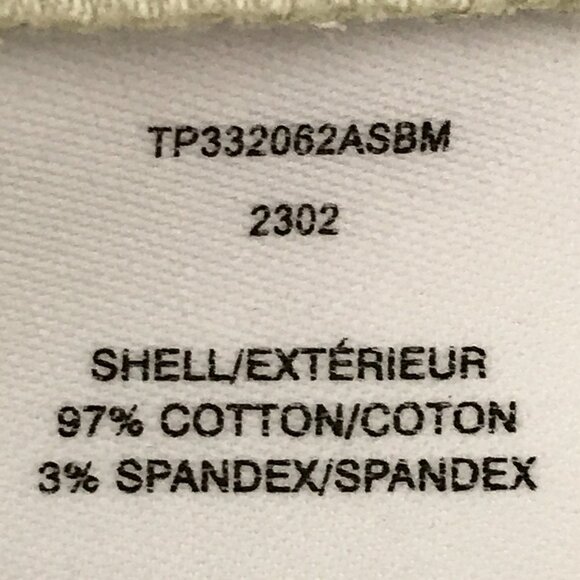 TP332062ASBM
2302
SHELL/EXTÉRIEUR
97% COTTON/COTON
3% SPANDEX/SPANDEX